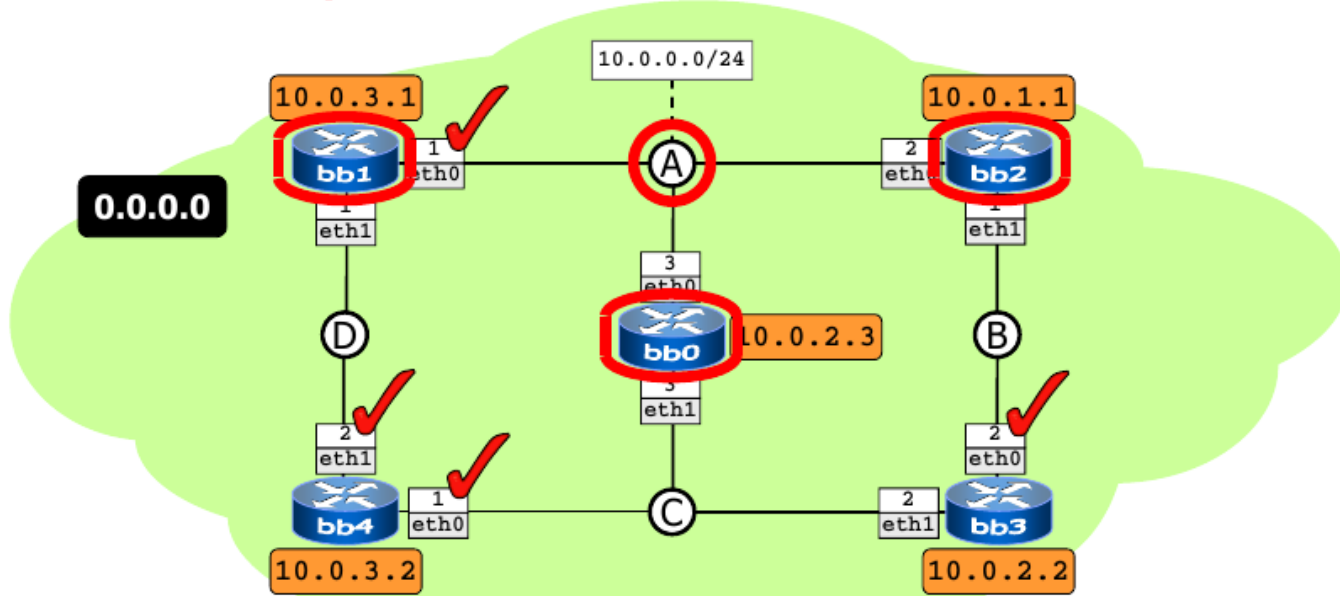 10.0.0.0/24
10.0.3.1
10.0.1.1
1
eth0
bb1
A
2
eth
bb2
0.0.0.0
1
eth1
1
eth1
3
eth0
bb0
10.0.2.3
D
B
3
eth1
2
eth1
2
eth0
bb4
1
eth0
C
2
eth1
bb3
10.0.3.2
10.0.2.2